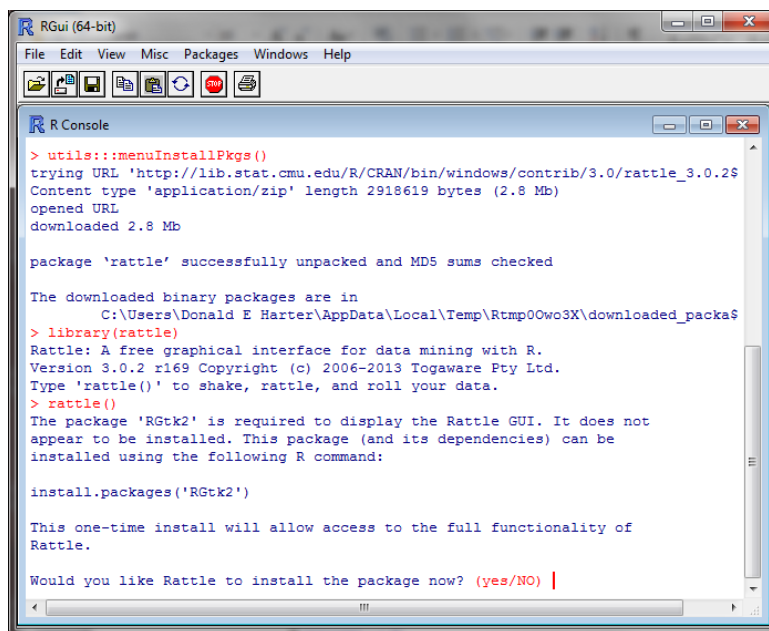 RGui (64-bit)
File Edit View Misc Packages Windows Help
STOP
R Console
> utils:::menuInstallPkgs()
trying URL 'http://lib.stat.cmu.edu/R/CRAN/bin/windows/contrib/3.0/rattle_3.0.2$
Content type 'application/zip' length 2918619 bytes (2.8 Mb)
opened URL
downloaded 2.8 Mb
package ‘rattle’ successfully unpacked and MD5 sums checked
The downloaded binary packages are in
C:\Users\Donald E Harter\AppData\Local\Temp\Rtmp0Owo3X\downloaded_packa$
> library(rattle)
Rattle: A free graphical interface for data mining with R.
Version 3.0.2 r169 Copyright (c) 2006-2013 Togaware Pty Ltd.
Type 'rattle()' to shake, rattle, and roll your data.
> rattle()
The package 'RGtk2' is required to display the Rattle GUI. It does not
appear to be installed. This package (and its dependencies) can be
installed using the following R command:
install.packages('RGtk2')
This one-time install will allow access to the full functionality of
Rattle.
Would you like Rattle to install the package now? (yes/NO)